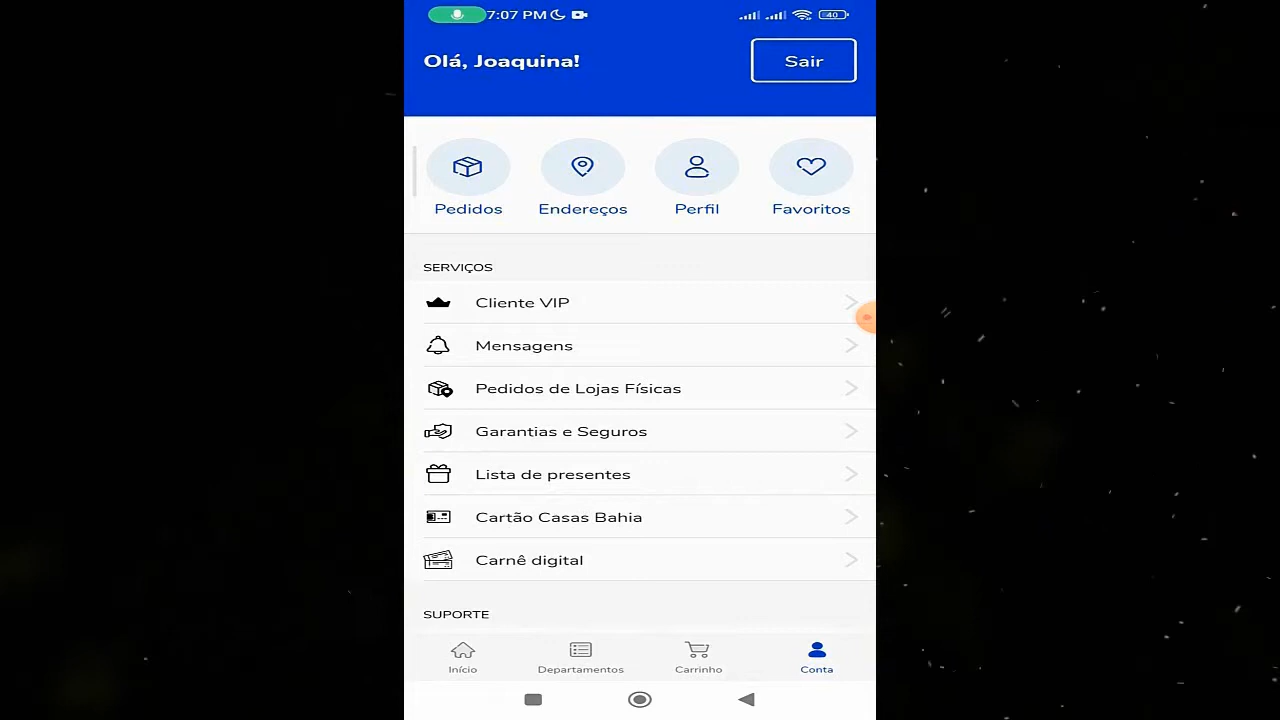 7:07 PM
40
Olá, Joaquina!
Sair
Pedidos
Endereços
Perfil
Favoritos
SERVIÇOS
Cliente VIP
Mensagens
Pedidos de Lojas Físicas
Garantias e Seguros
Lista de presentes
Cartão Casas Bahia
Carnê digital
SUPORTE
Início
Departamentos
Carrinho
Conta